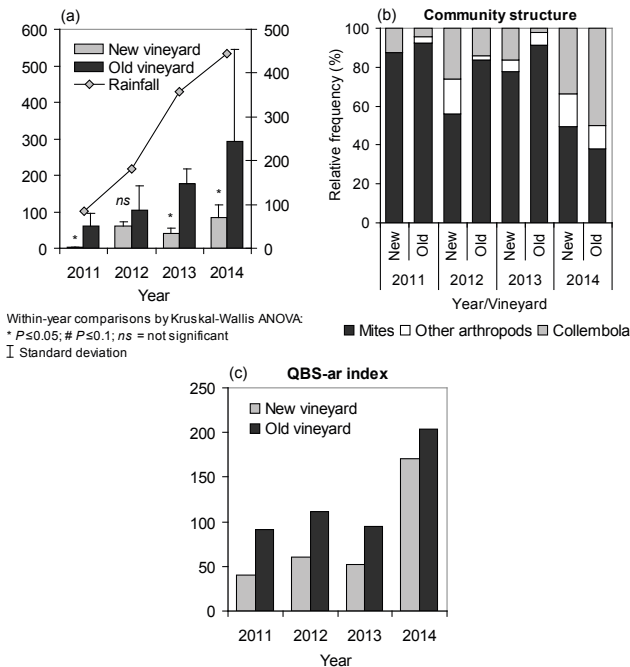 (a)
600
500
400
300
200
100
0
New vineyard
Old vineyard
Rainfall
*
ns
*
*
500
400
300
200
100
0
2011 2012 2013 2014
Year
Within-year comparisons by Kruskal-Wallis ANOVA:
* P≤0.05; # P≤0.1; ns = not significant
Standard deviation
(b) Community structure
Relative frequency (%)
100
80
60
40
20
0
New Old New Old New Old New Old
2011 2012 2013 2014
Year/Vineyard
Mites Other arthropods Collembola
(c) QBS-ar index
250
200
150
100
50
0
New vineyard
Old vineyard
2011 2012 2013 2014
Year